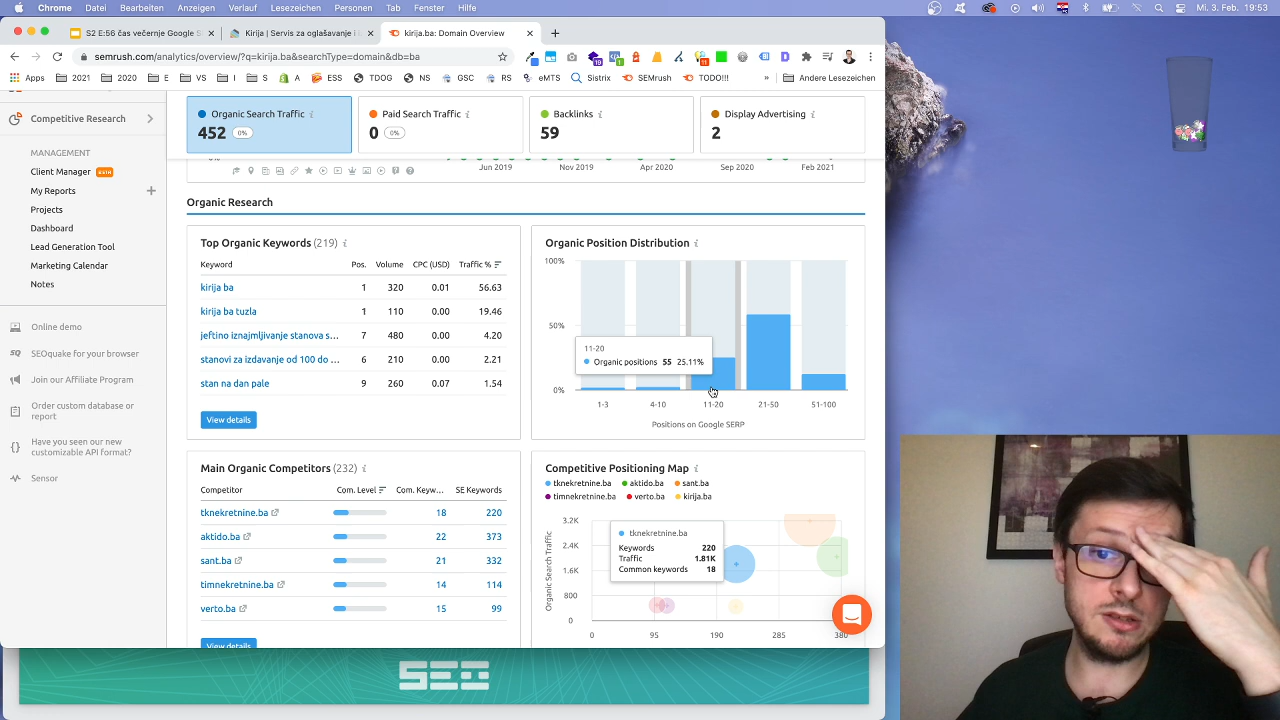 Chrome Datei Bearbeiten Anzeigen Verlauf Lesezeichen Personen Tab Fenster Hilfe
Mi. 3. Feb. 19:53
S2 E:56 čas večernje Google S
Kirija | Servis za oglašavanje i i
kirija.ba: Domain Overview
semrush.com/analytics/overview/?q=kirija.ba&searchType=domain&db=ba
Apps 2021 2020 E VS I S A ESS TDOG NS GSC RS eMTS Sistrix SEMrush TODO!!! » Andere Lesezeichen
Competitive Research
MANAGEMENT
Client Manager
My Reports
Projects
Dashboard
Lead Generation Tool
Marketing Calendar
Notes
Online demo
SEOquake for your browser
Join our Affiliate Program
Order custom database or
report
Have you seen our new
customizable API format?
Sensor
Organic Search Traffic
452 0%
Paid Search Traffic
0 0%
Backlinks
59
Display Advertising
2
0%
Jun 2019 Nov 2019 Apr 2020 Sep 2020 Feb 2021
Organic Research
Top Organic Keywords (219)
Keyword Pos. Volume CPC (USD) Traffic %
kirija ba 1 320 0.01 56.63
kirija ba tuzla 1 110 0.00 19.46
jeftino iznajmljivanje stanova s... 7 480 0.00 4.20
stanovi za izdavanje od 100 do ... 6 210 0.00 2.21
stan na dan pale 9 260 0.07 1.54
View details
Organic Position Distribution
100%
50%
0%
11-20
Organic positions 55 25.11%
1-3 4-10 11-20 21-50 51-100
Positions on Google SERP
Main Organic Competitors (232)
Competitor Com. Level Com. Keyw... SE Keywords
tknekretnine.ba 18 220
aktido.ba 22 373
sant.ba 21 332
timnekretnine.ba 14 114
verto.ba 15 99
View details
Competitive Positioning Map
tknekretnine.ba aktido.ba sant.ba
timnekretnine.ba verto.ba kirija.ba
Organic Search Traffic
3.2K
2.4K
1.6K
800
0
tknekretnine.ba
Keywords 220
Traffic 1.81K
Common keywords 18
0 95 190 285 380
SEO